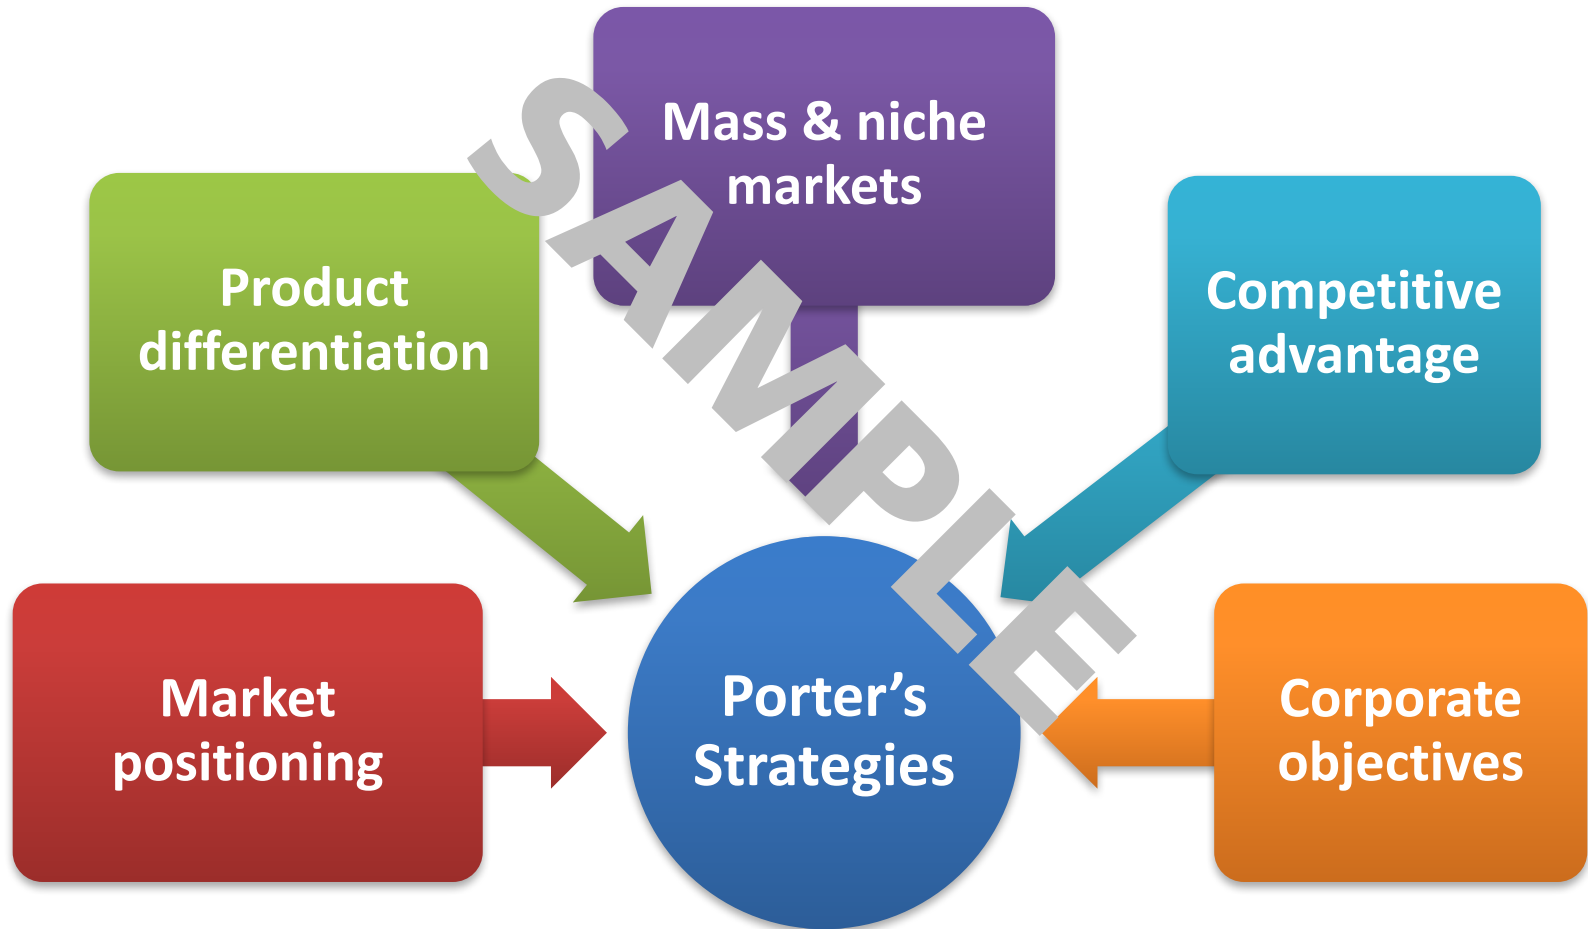 Mass & niche
markets
Product
differentiation
Competitive
advantage
Market
positioning
Porter’s
Strategies
Corporate
objectives
SAMPLE